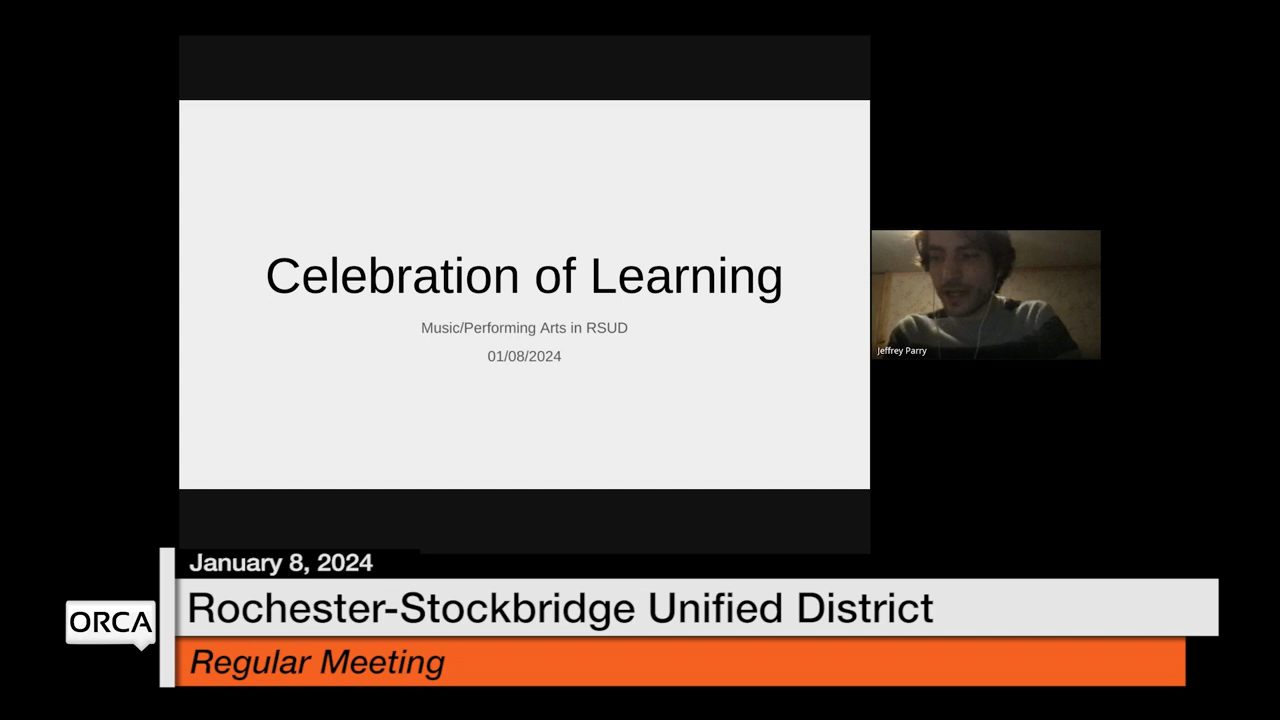 Celebration of Learning
Music/Performing Arts in RSUD
01/08/2024
Jeffrey Parry
January 8, 2024
Rochester-Stockbridge Unified District
ORCA
Regular Meeting